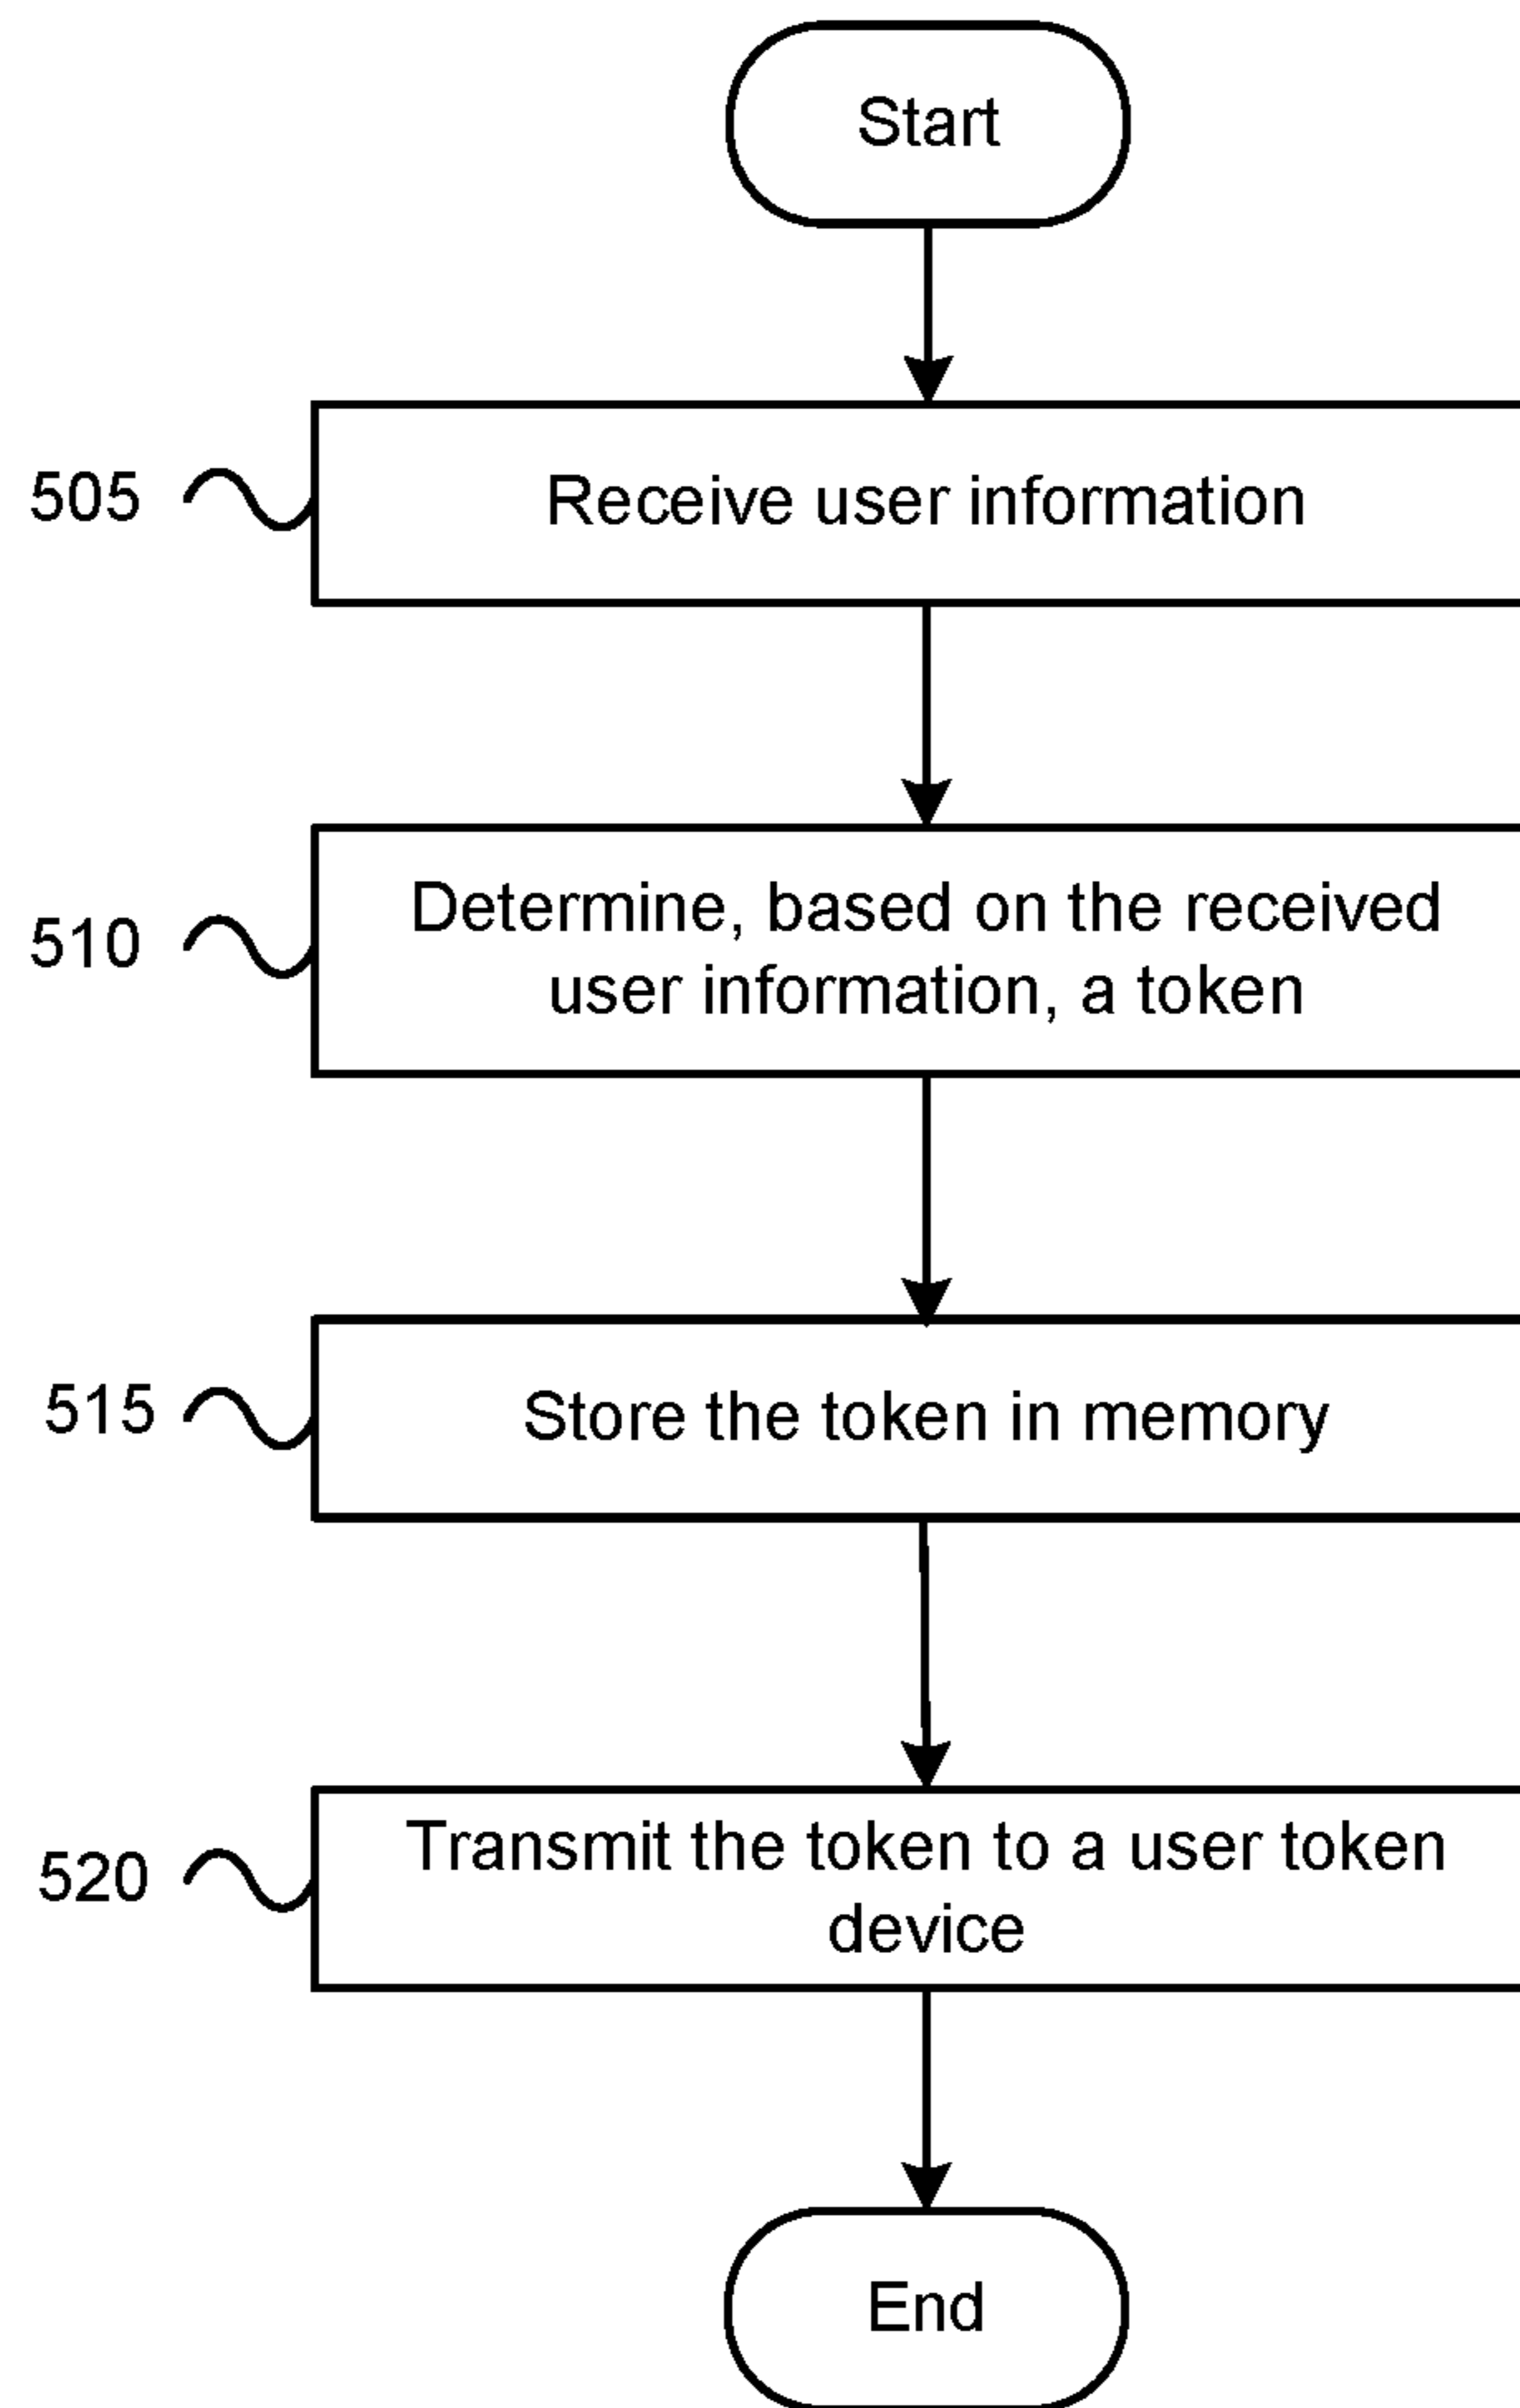 Start
505
Receive user information
510
Determine, based on the received
user information, a token
515
Store the token in memory
520
Transmit the token to a user token
device
End